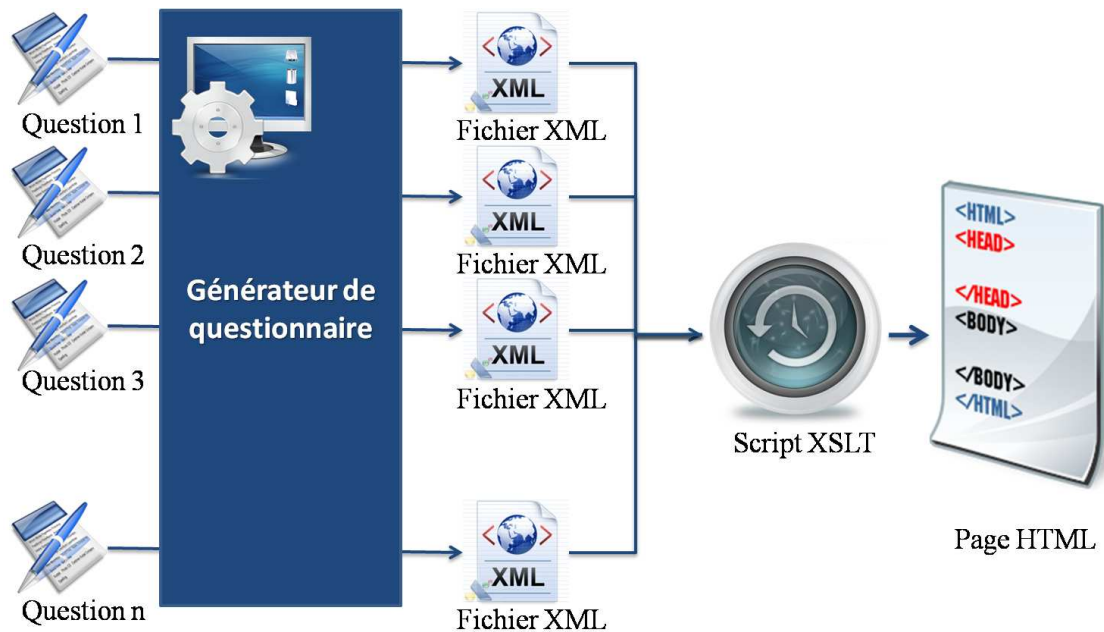 Question 1
Question 2
Question 3
Question n
Générateur de
questionnaire
< >
XML
Fichier XML
< >
XML
Fichier XML
< >
XML
Fichier XML
< >
XML
Fichier XML
Script XSLT
<HTML>
<HEAD>
</HEAD>
<BODY>
</BODY>
</HTML>
Page HTML